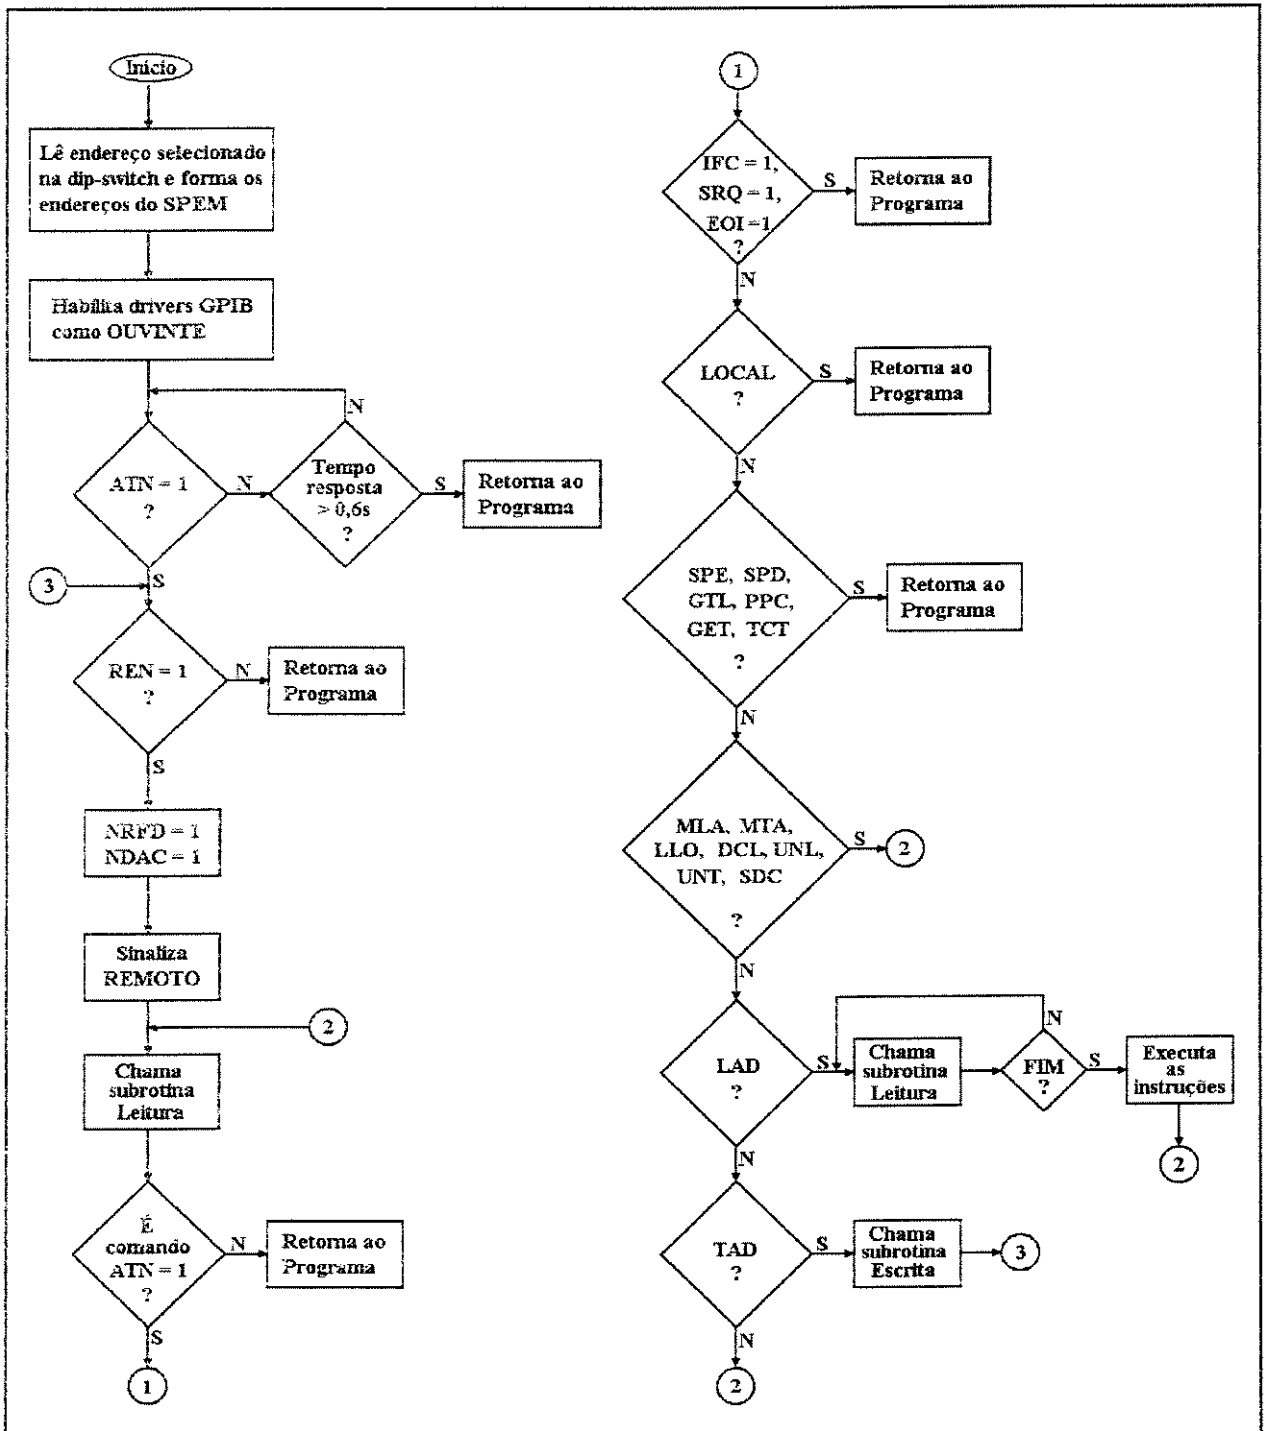 Início
Lê endereço selecionado
na dip-switch e forma os
endereços do SPEM
Habilita drivers GPIB
como OUVINTE
N
ATN = 1
?
N
Tempo
resposta
> 0,6s
?
S
Retorna ao
Programa
3
S
REN = 1
?
N
Retorna ao
Programa
S
NRFD = 1
NDAC = 1
Sinaliza
REMOTO
2
Chama
subrotina
Leitura
É
comando
ATN = 1
?
N
Retorna ao
Programa
S
1
1
IFC = 1,
SRQ = 1,
EOI =1
?
S
Retorna ao
Programa
N
LOCAL
?
S
Retorna ao
Programa
N
SPE, SPD,
GTL, PPC,
GET, TCT
?
S
Retorna ao
Programa
N
MLA, MTA,
LLO, DCL, UNL,
UNT, SDC
?
S
2
N
LAD
?
S
Chama
subrotina
Leitura
N
FIM
?
S
Executa
as
instruções
2
N
TAD
?
S
Chama
subrotina
Escrita
3
N
2